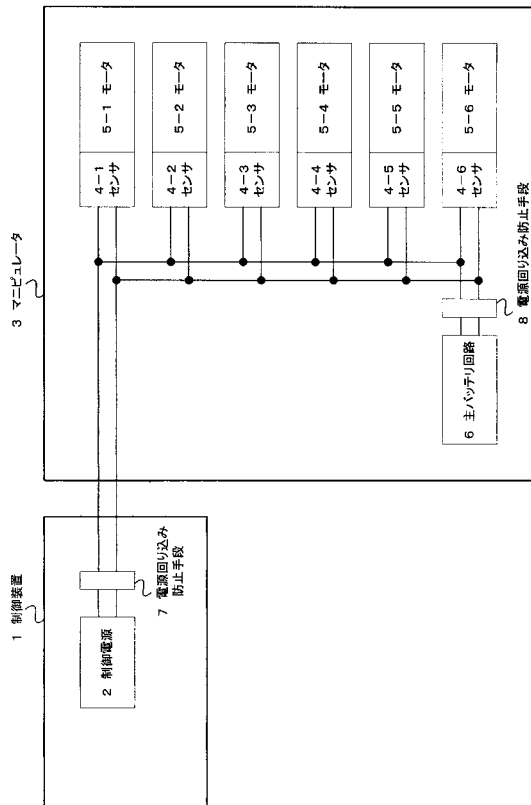 1 制御装置
2 制御電源
7 電源回り込み
防止手段
3 マニピュレータ
4-1
センサ
5-1 モータ
4-2
センサ
5-2 モータ
4-3
センサ
5-3 モータ
4-4
センサ
5-4 モータ
4-5
センサ
5-5 モータ
4-6
センサ
5-6 モータ
6 主バッテリ回路
8 電源回り込み防止手段